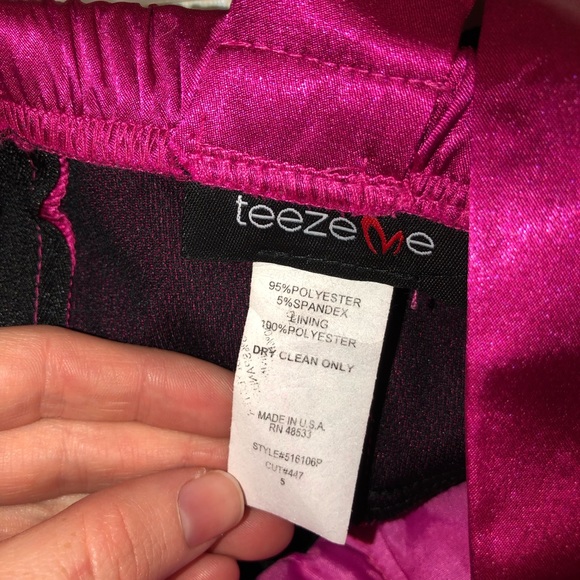 teezeMe
95%POLYESTER
5%SPANDEX
LINING
100%POLYESTER
DRY CLEAN ONLY
MADE IN U.S.A.
RN 48533
STYLE#516106P
CUT#447
5